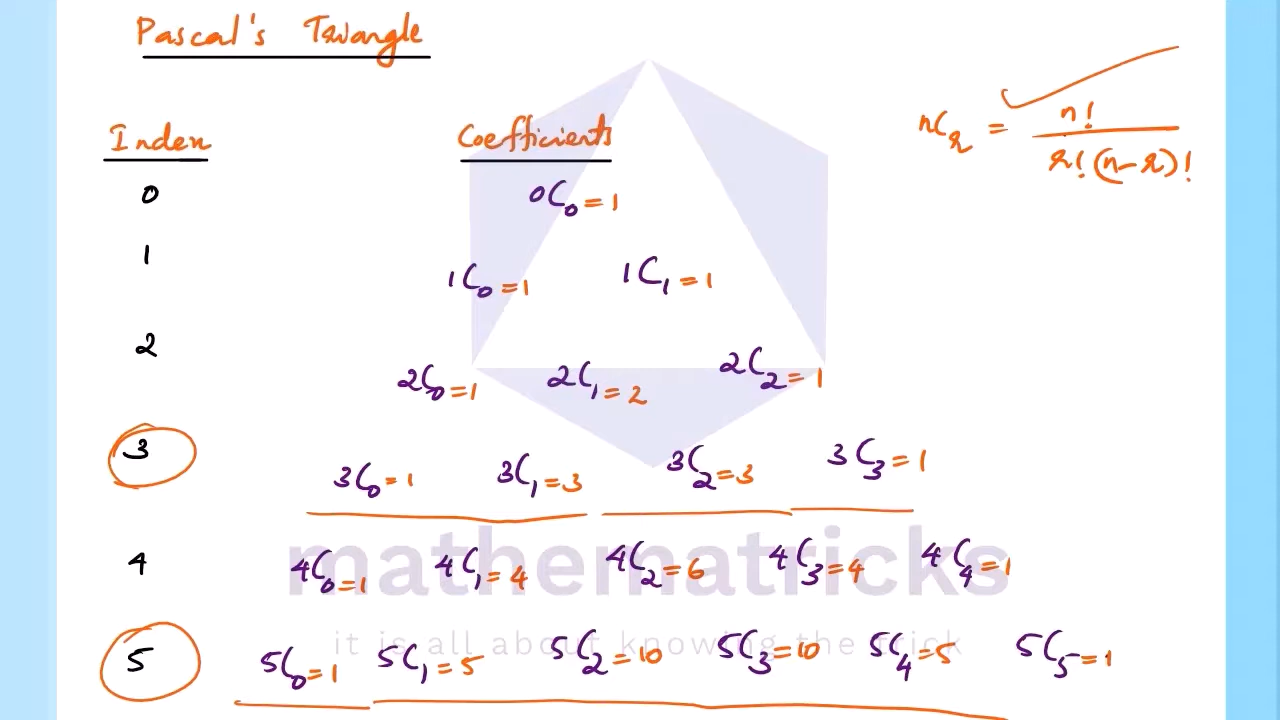 Pascal's Triangle
nCr = n! / r!(n-r)!
Index Coefficients
0 0C0 = 1
1 1C0 = 1 1C1 = 1
2 2C0 = 1 2C1 = 2 2C2 = 1
3 3C0 = 1 3C1 = 3 3C2 = 3 3C3 = 1
mathematricks
4 4C0 = 1 4C1 = 4 4C2 = 6 4C3 = 4 4C4 = 1
it is all about knowing the trick
5 5C0 = 1 5C1 = 5 5C2 = 10 5C3 = 10 5C4 = 5 5C5 = 1